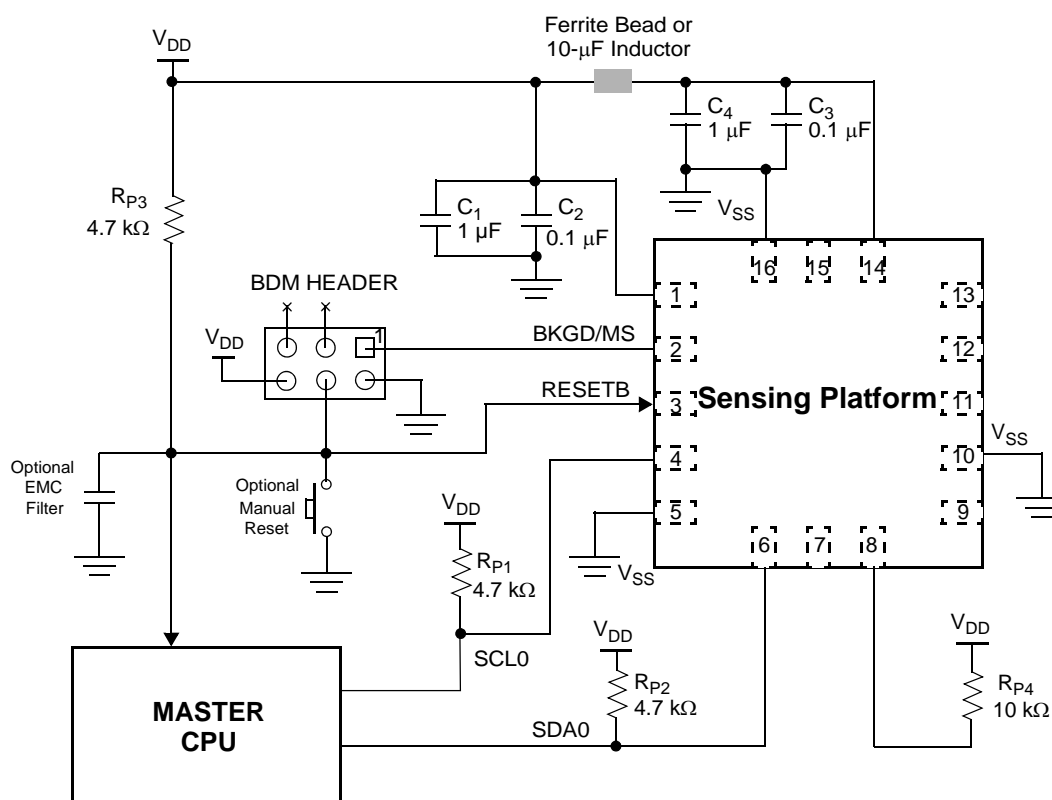 Ferrite Bead or
10-μF Inductor
VDD
C4
1 μF
C3
0.1 μF
RP3
4.7 kΩ
C1
1 μF
C2
0.1 μF
VSS
16
15
14
BDM HEADER
1
13
VDD
1
BKGD/MS
2
12
RESETB
3
Sensing Platform
11
VSS
4
10
Optional
EMC
Filter
Optional
Manual
Reset
VDD
5
9
RP1
4.7 kΩ
VSS
6
7
8
SCL0
VDD
RP2
4.7 kΩ
VDD
RP4
10 kΩ
MASTER
CPU
SDA0